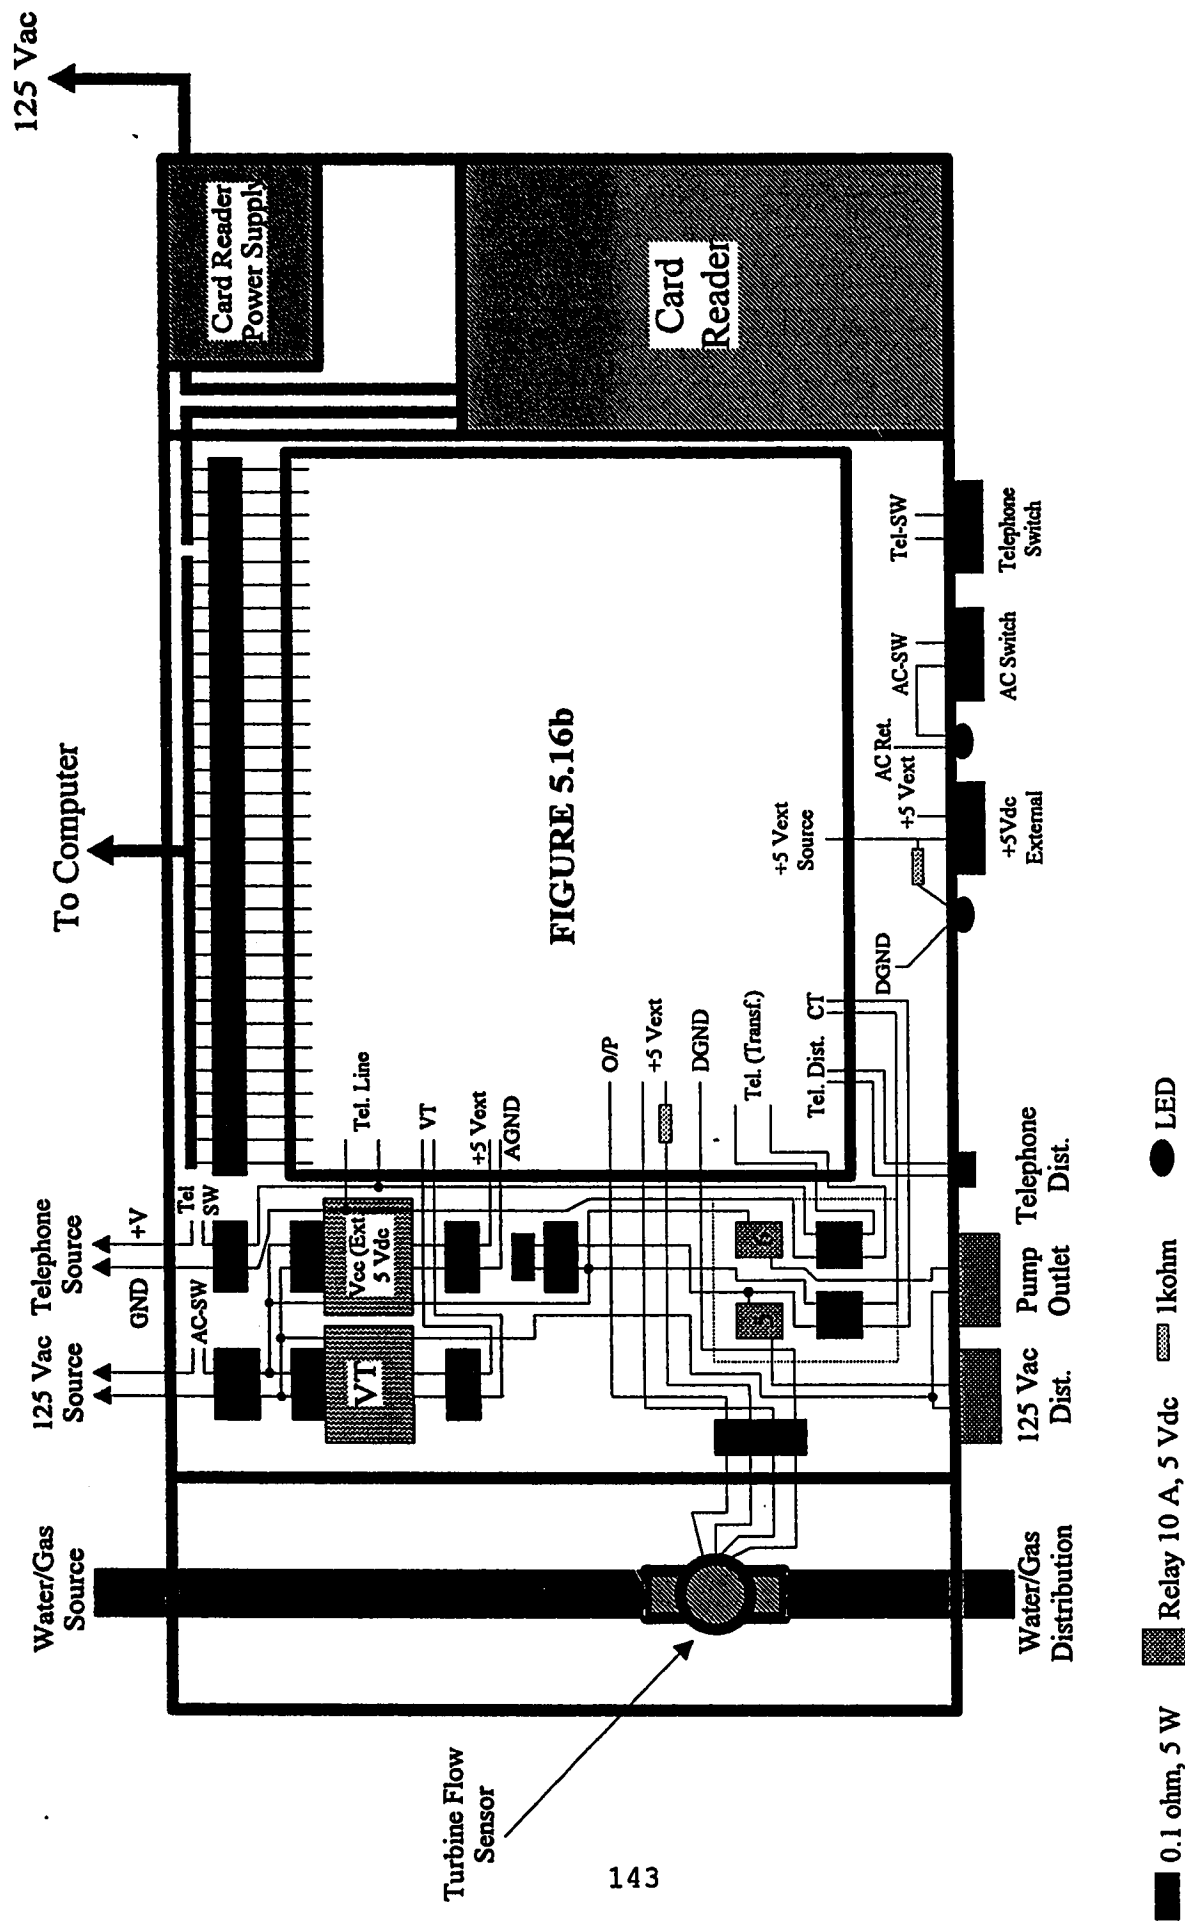 Water/Gas
Source
125 Vac
Source
Telephone
Source
To Computer
125 Vac
GND
+V
AC-SW
Tel
SW
Card Reader
Power Supply
Card
Reader
VT
Vcc (Ext.
5 Vdc
Tel. Line
VT
+5 Vext
AGND
O/P
+5 Vext
DGND
Tel. (Transf.)
Tel. Dist.
CT
5
6
FIGURE 5.16b
+5 Vext
Source
DGND
+5 Vext
AC Ret.
AC-SW
Tel-SW
Turbine Flow
Sensor
Water/Gas
Distribution
125 Vac
Dist.
Pump
Outlet
Telephone
Dist.
+5Vdc
External
AC Switch
Telephone
Switch
0.1 ohm, 5 W
Relay 10 A, 5 Vdc
1kohm
LED
143